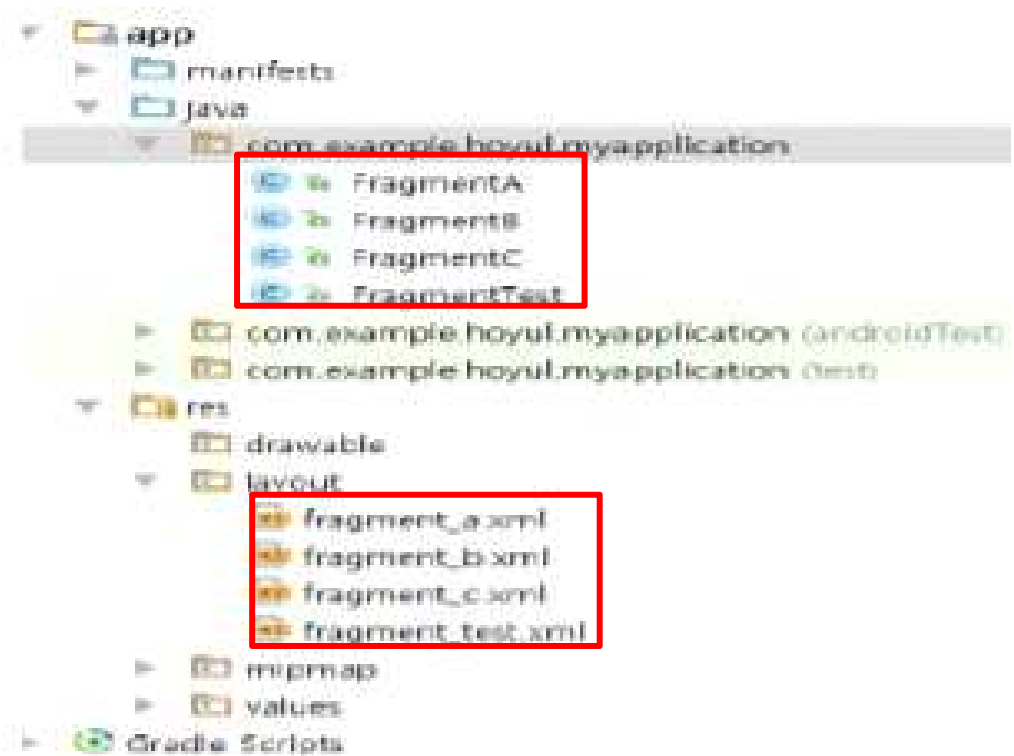 app
manifests
java
com.example.hoyul.myapplication
FragmentA
FragmentB
FragmentC
FragmentTest
com.example.hoyul.myapplication (androidTest)
com.example.hoyul.myapplication (test)
res
drawable
layout
fragment_a.xml
fragment_b.xml
fragment_c.xml
fragment_test.xml
mipmap
values
Gradle Scripts